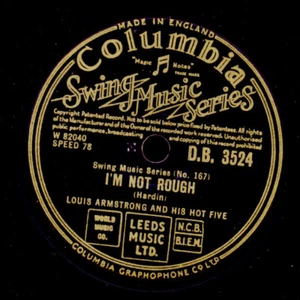 MADE IN ENGLAND
Columbia
"Magic Notes"
TRADE MARK
Swing Music
Series
Copyright Patented Record. Not to be sold below price fixed by Patentees. All rights
of the Manufacturer and of the Owner of the recorded work reserved. Unauthorised
public performance, broadcasting and copying of this record prohibited
W 82040
SPEED 78
D.B. 3524
Swing Music Series (No. 167)
I'M NOT ROUGH
(Hardin)
LOUIS ARMSTRONG AND HIS HOT FIVE
WORLD
MUSIC
CO.
LEEDS
MUSIC
LTD.
N.C.B.
B.I.E.M.
COLUMBIA GRAPHOPHONE CO LTD